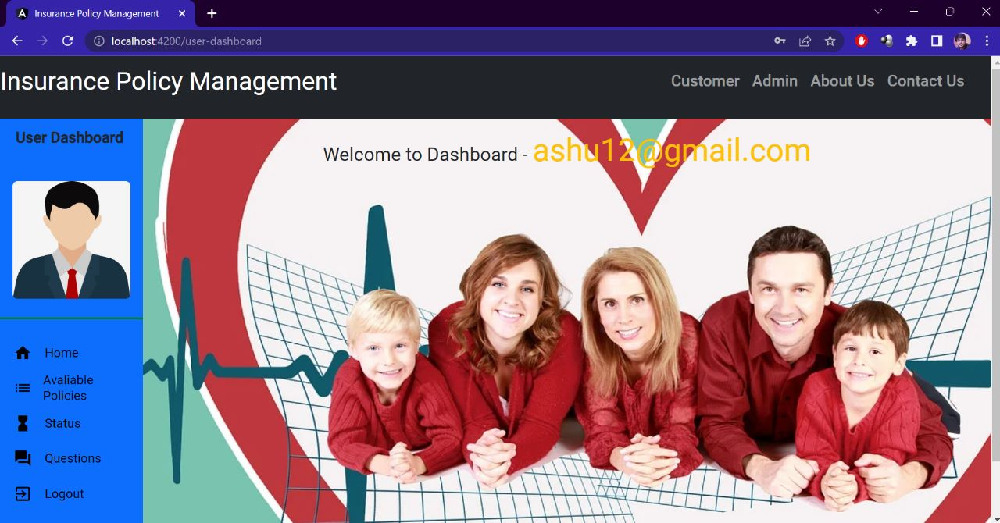 Insurance Policy Management
localhost:4200/user-dashboard
Insurance Policy Management
Customer Admin About Us Contact Us
User Dashboard
Welcome to Dashboard - ashu12@gmail.com
Home
Avaliable
Policies
Status
Questions
Logout